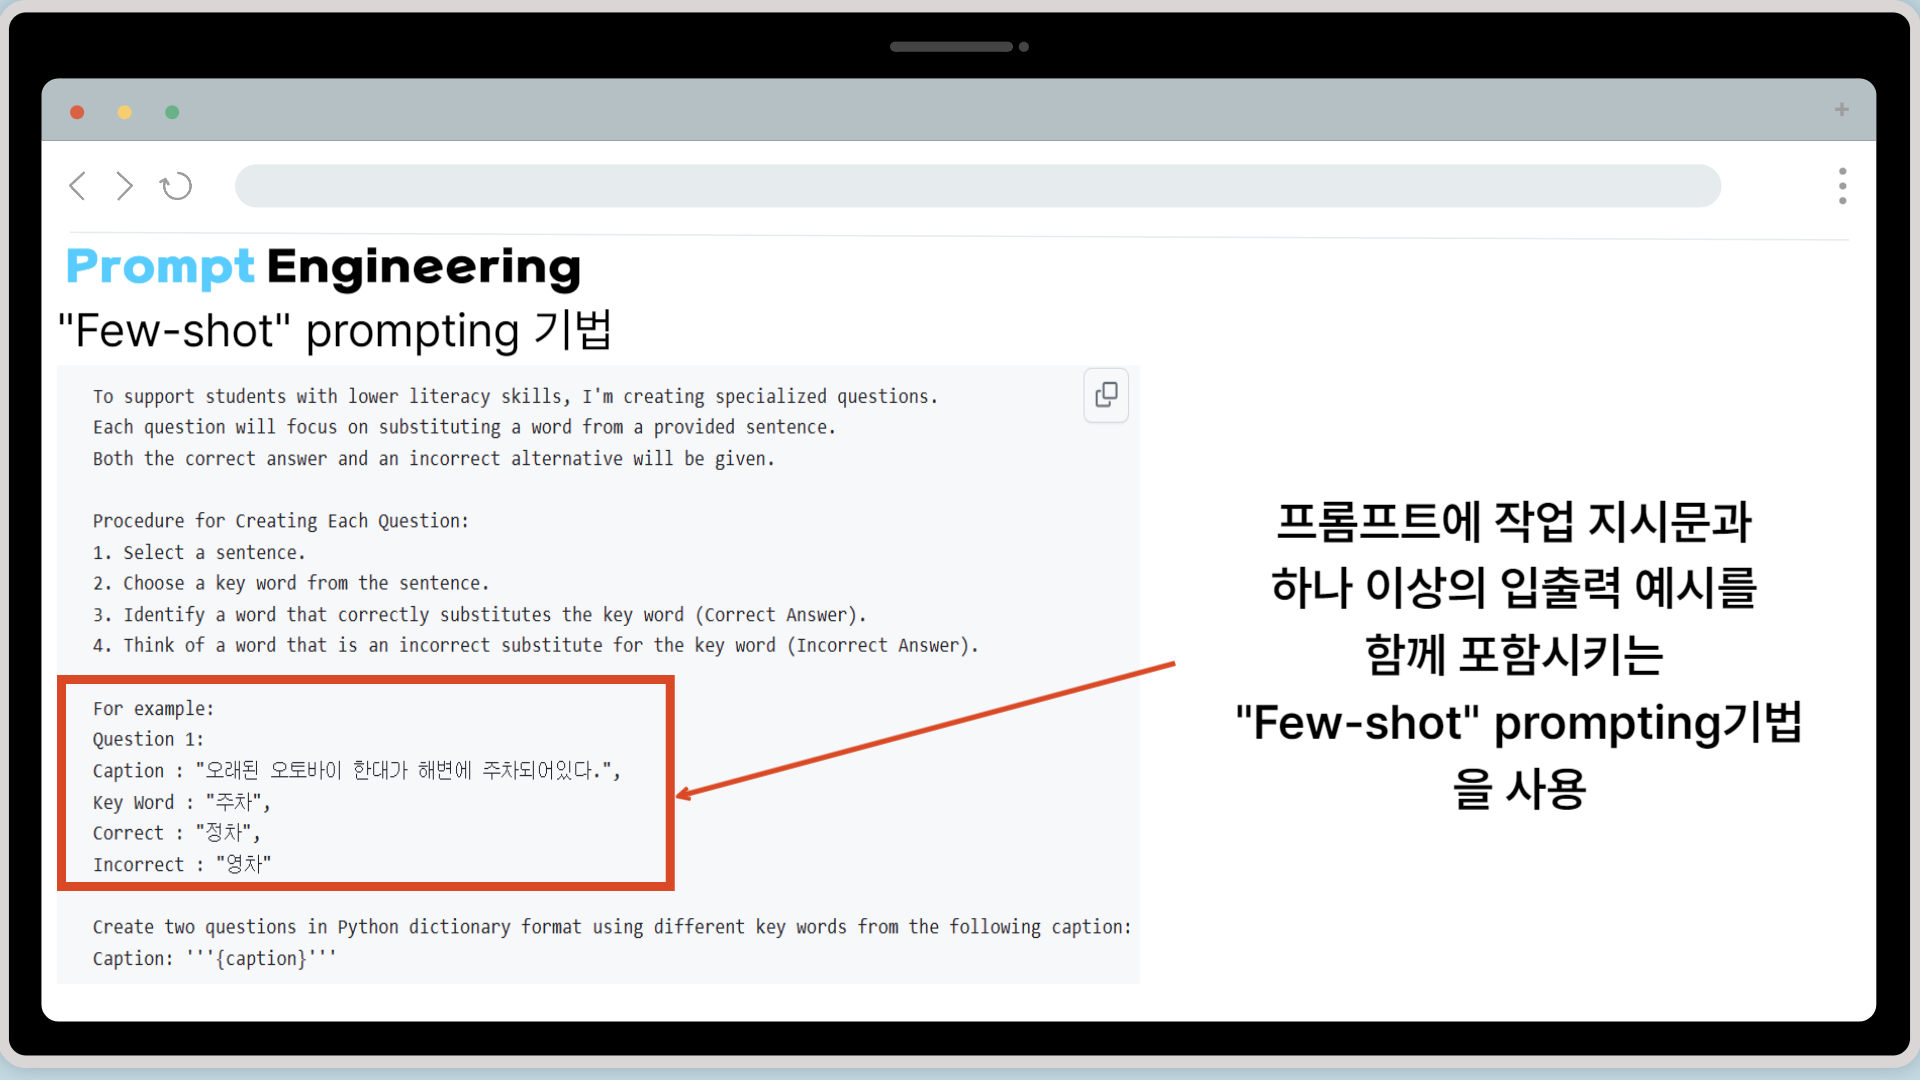 Prompt Engineering
"Few-shot" prompting 기법
To support students with lower literacy skills, I'm creating specialized questions.
Each question will focus on substituting a word from a provided sentence.
Both the correct answer and an incorrect alternative will be given.
Procedure for Creating Each Question:
1. Select a sentence.
2. Choose a key word from the sentence.
3. Identify a word that correctly substitutes the key word (Correct Answer).
4. Think of a word that is an incorrect substitute for the key word (Incorrect Answer).
For example:
Question 1:
Caption : "오래된 오토바이 한대가 해변에 주차되어있다.",
Key Word : "주차",
Correct : "정차",
Incorrect : "영차"
Create two questions in Python dictionary format using different key words from the following caption:
Caption: '''{caption}'''
프롬프트에 작업 지시문과
하나 이상의 입출력 예시를
함께 포함시키는
"Few-shot" prompting기법
을 사용